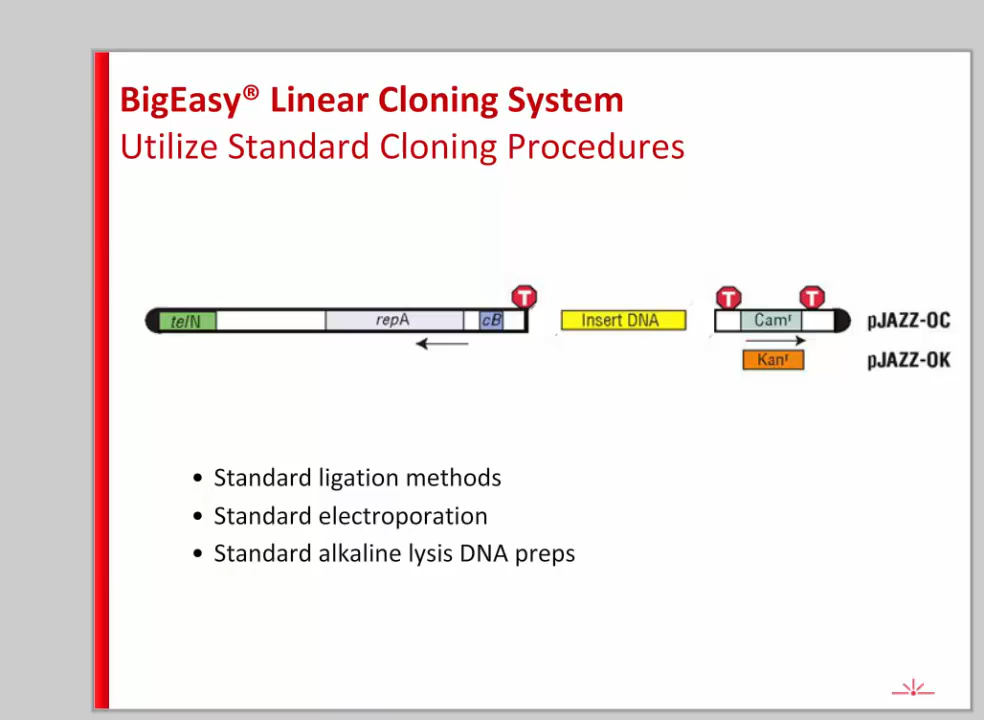 BigEasy® Linear Cloning System
Utilize Standard Cloning Procedures
T
T
T
telN
repA
cB
Insert DNA
Camʳ
pJAZZ-OC
Kanʳ
pJAZZ-OK
• Standard ligation methods
• Standard electroporation
• Standard alkaline lysis DNA preps